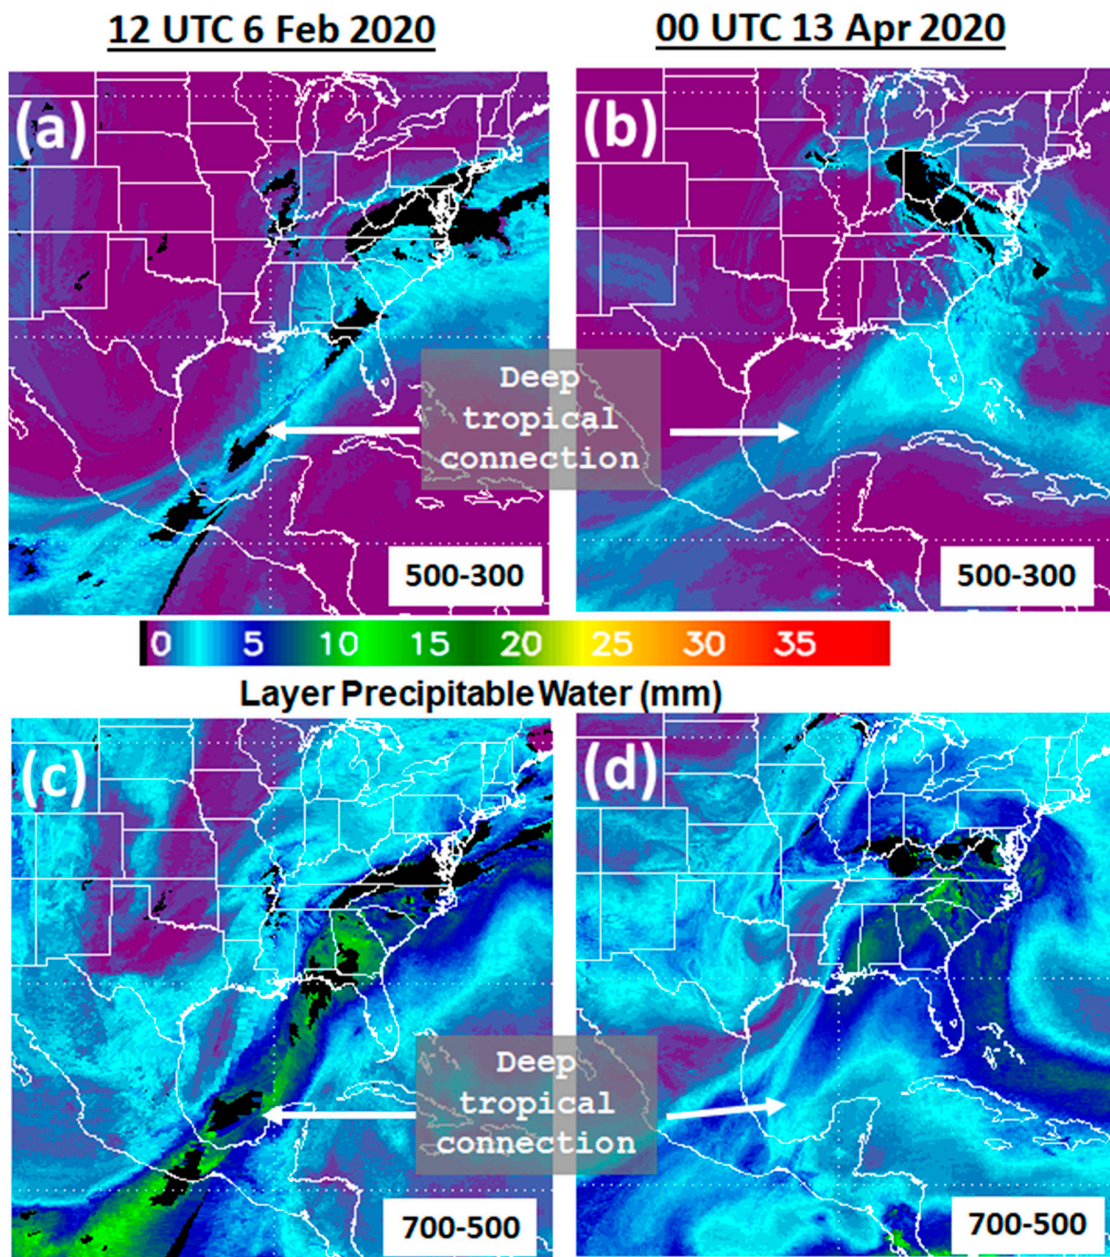 12 UTC 6 Feb 2020
00 UTC 13 Apr 2020
(a)
(b)
Deep
tropical
connection
500-300
500-300
0 5 10 15 20 25 30 35
Layer Precipitable Water (mm)
(c)
(d)
Deep
tropical
connection
700-500
700-500